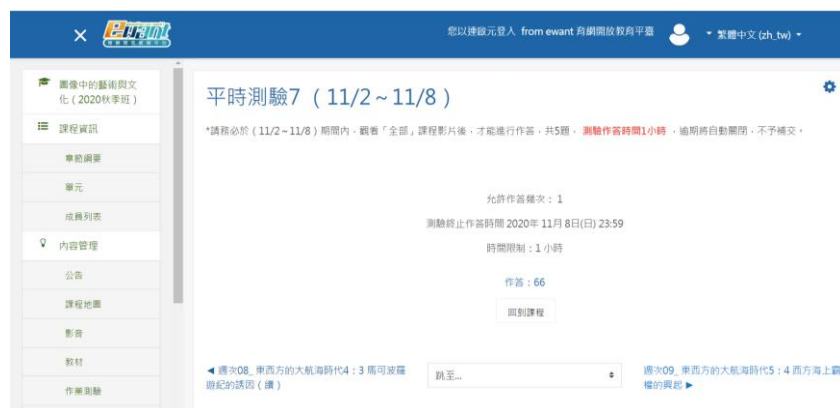 × ewant
您以連啟元登入 from ewant 育網開放教育平臺
繁體中文 (zh_tw)
圖像中的藝術與文
化(2020秋季班)
課程資訊
章節綱要
單元
成員列表
內容管理
公告
課程地圖
影音
教材
作業測驗
平時測驗7 (11/2~11/8)
*請務必於(11/2~11/8)期間內,觀看「全部」課程影片後,才能進行作答,共5題, 測驗作答時間1小時 ,逾期將自動關閉,不予補交。
允許作答幾次:1
測驗終止作答時間 2020年 11月 8日(日) 23:59
時間限制:1 小時
作答:66
回到課程
◀ 週次08_東西方的大航海時代4:3 馬可波羅
遊紀的誘因(續)
跳至...
週次09_東西方的大航海時代5:4 西方海上霸
權的興起 ▶